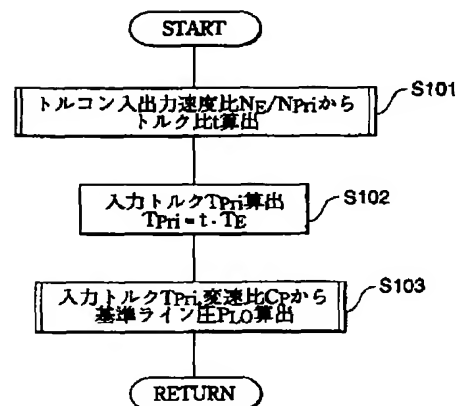 START
トルコン入出力速度比NE/NPriから
トルク比t算出
S101
入力トルクTPri算出
TPri=t・TE
S102
入力トルクTPri,変速比CPから
基準ライン圧PLO算出
S103
RETURN